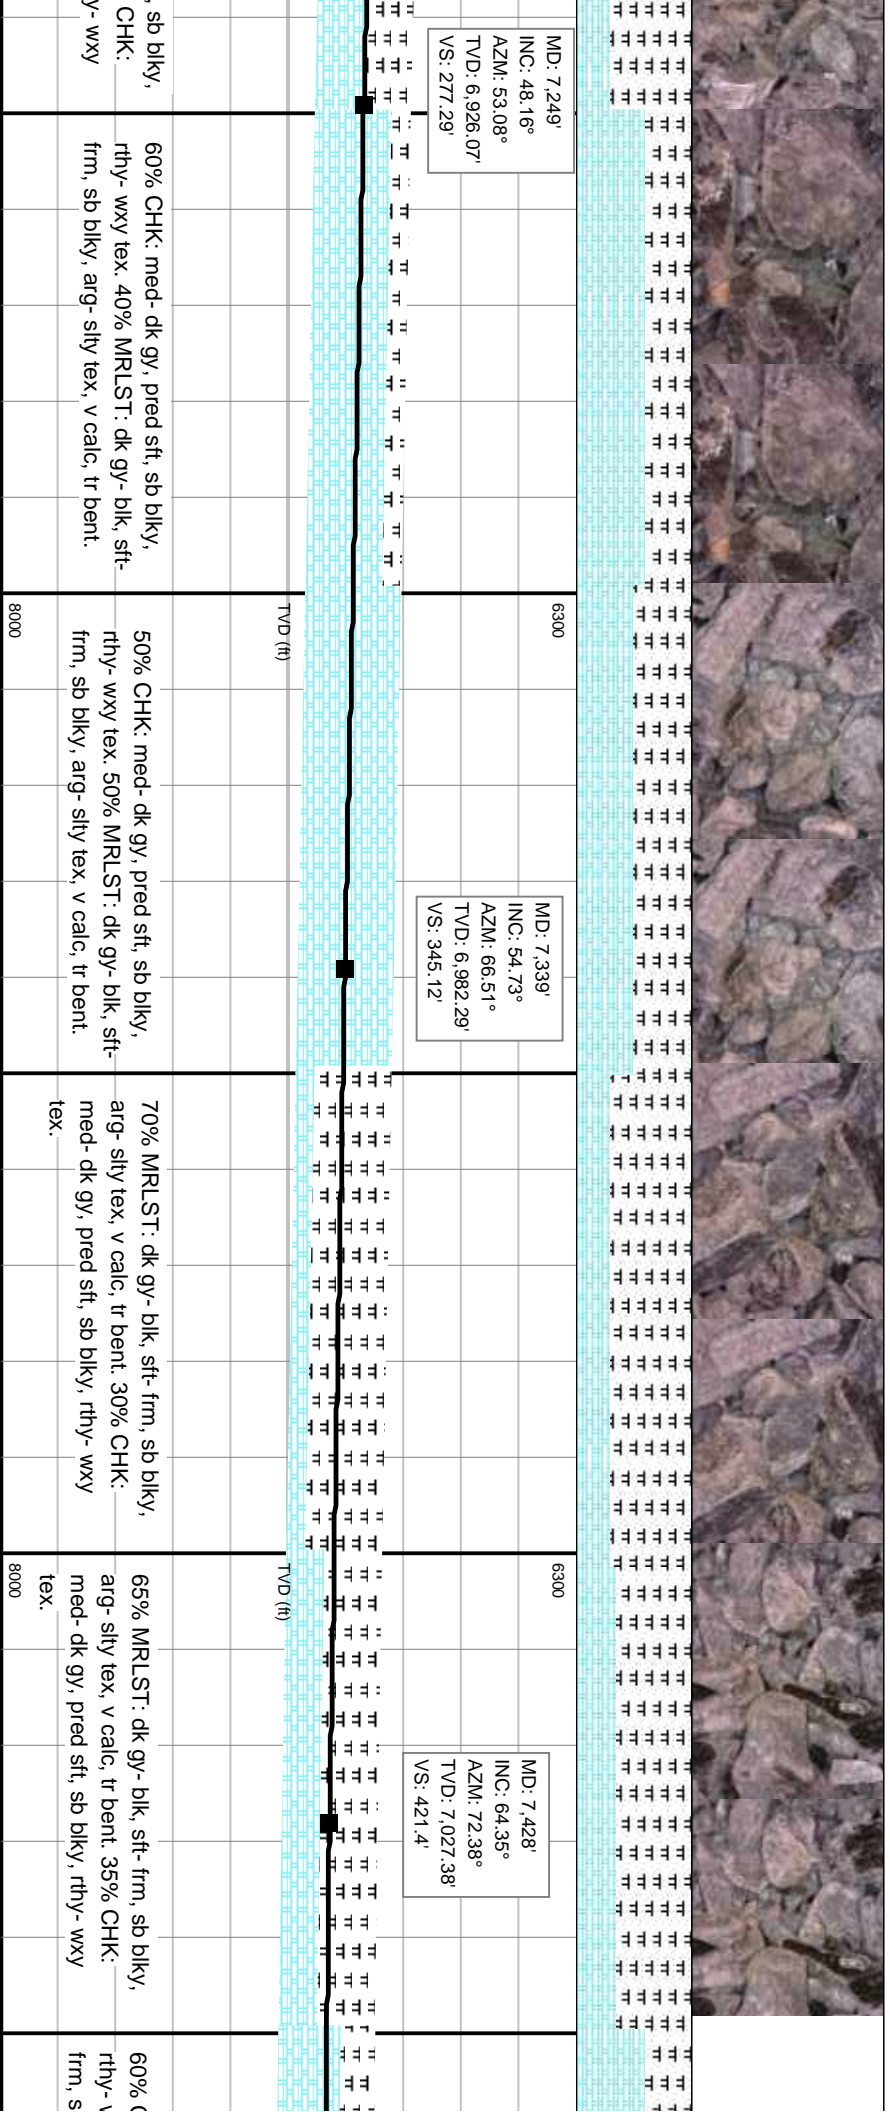 , sb blky,
CHK:
y- wxy
MD: 7,249'
INC: 48.16°
AZM: 53.08°
TVD: 6,926.07'
VS: 277.29'
60% CHK: med- dk gy, pred sft, sb blky,
rthy- wxy tex. 40% MRLST: dk gy- blk, sft-
frm, sb blky, arg- slty tex, v calc, tr bent.
6300
TVD (ft)
8000
50% CHK: med- dk gy, pred sft, sb blky,
rthy- wxy tex. 50% MRLST: dk gy- blk, sft-
frm, sb blky, arg- slty tex, v calc, tr bent.
MD: 7,339'
INC: 54.73°
AZM: 66.51°
TVD: 6,982.29'
VS: 345.12'
70% MRLST: dk gy- blk, sft- frm, sb blky,
arg- slty tex, v calc, tr bent. 30% CHK:
med- dk gy, pred sft, sb blky, rthy- wxy
tex.
6300
TVD (ft)
8000
65% MRLST: dk gy- blk, sft- frm, sb blky,
arg- slty tex, v calc, tr bent. 35% CHK:
med- dk gy, pred sft, sb blky, rthy- wxy
tex.
MD: 7,428'
INC: 64.35°
AZM: 72.38°
TVD: 7,027.38'
VS: 421.4'
60%
rthy-
frm, s